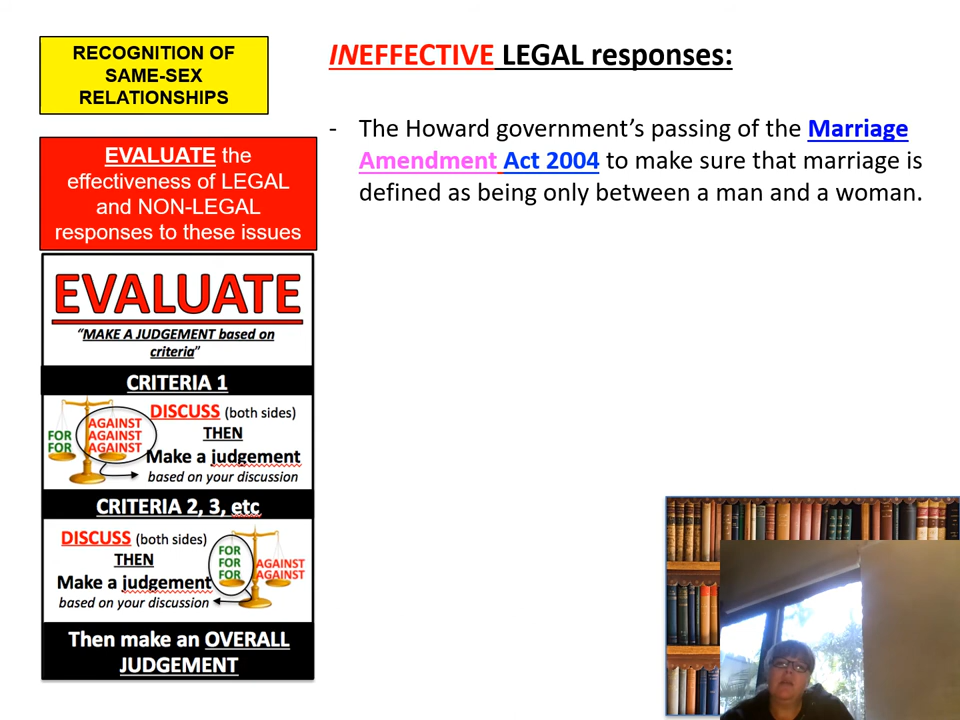 RECOGNITION OF
SAME-SEX
RELATIONSHIPS
EVALUATE the
effectiveness of LEGAL
and NON-LEGAL
responses to these issues
EVALUATE
“MAKE A JUDGEMENT based on
criteria”
CRITERIA 1
DISCUSS (both sides)
THEN
Make a judgement
based on your discussion
FOR
FOR
AGAINST
AGAINST
AGAINST
CRITERIA 2, 3, etc
DISCUSS (both sides)
THEN
Make a judgement
based on your discussion
FOR
FOR
FOR
AGAINST
AGAINST
Then make an OVERALL
JUDGEMENT
INEFFECTIVE LEGAL responses:
- The Howard government’s passing of the Marriage
Amendment Act 2004 to make sure that marriage is
defined as being only between a man and a woman.